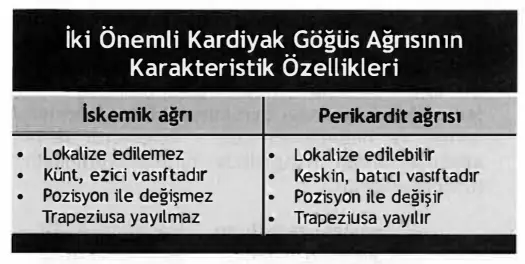 İki Önemli Kardiyak Göğüs Ağrısının
Karakteristik Özellikleri
İskemik ağrı
• Lokalize edilemez
• Künt, ezici vasıftadır
• Pozisyon ile değişmez
• Trapeziusa yayılmaz
Perikardit ağrısı
• Lokalize edilebilir
• Keskin, batıcı vasıftadır
• Pozisyon ile değişir
• Trapeziusa yayılır